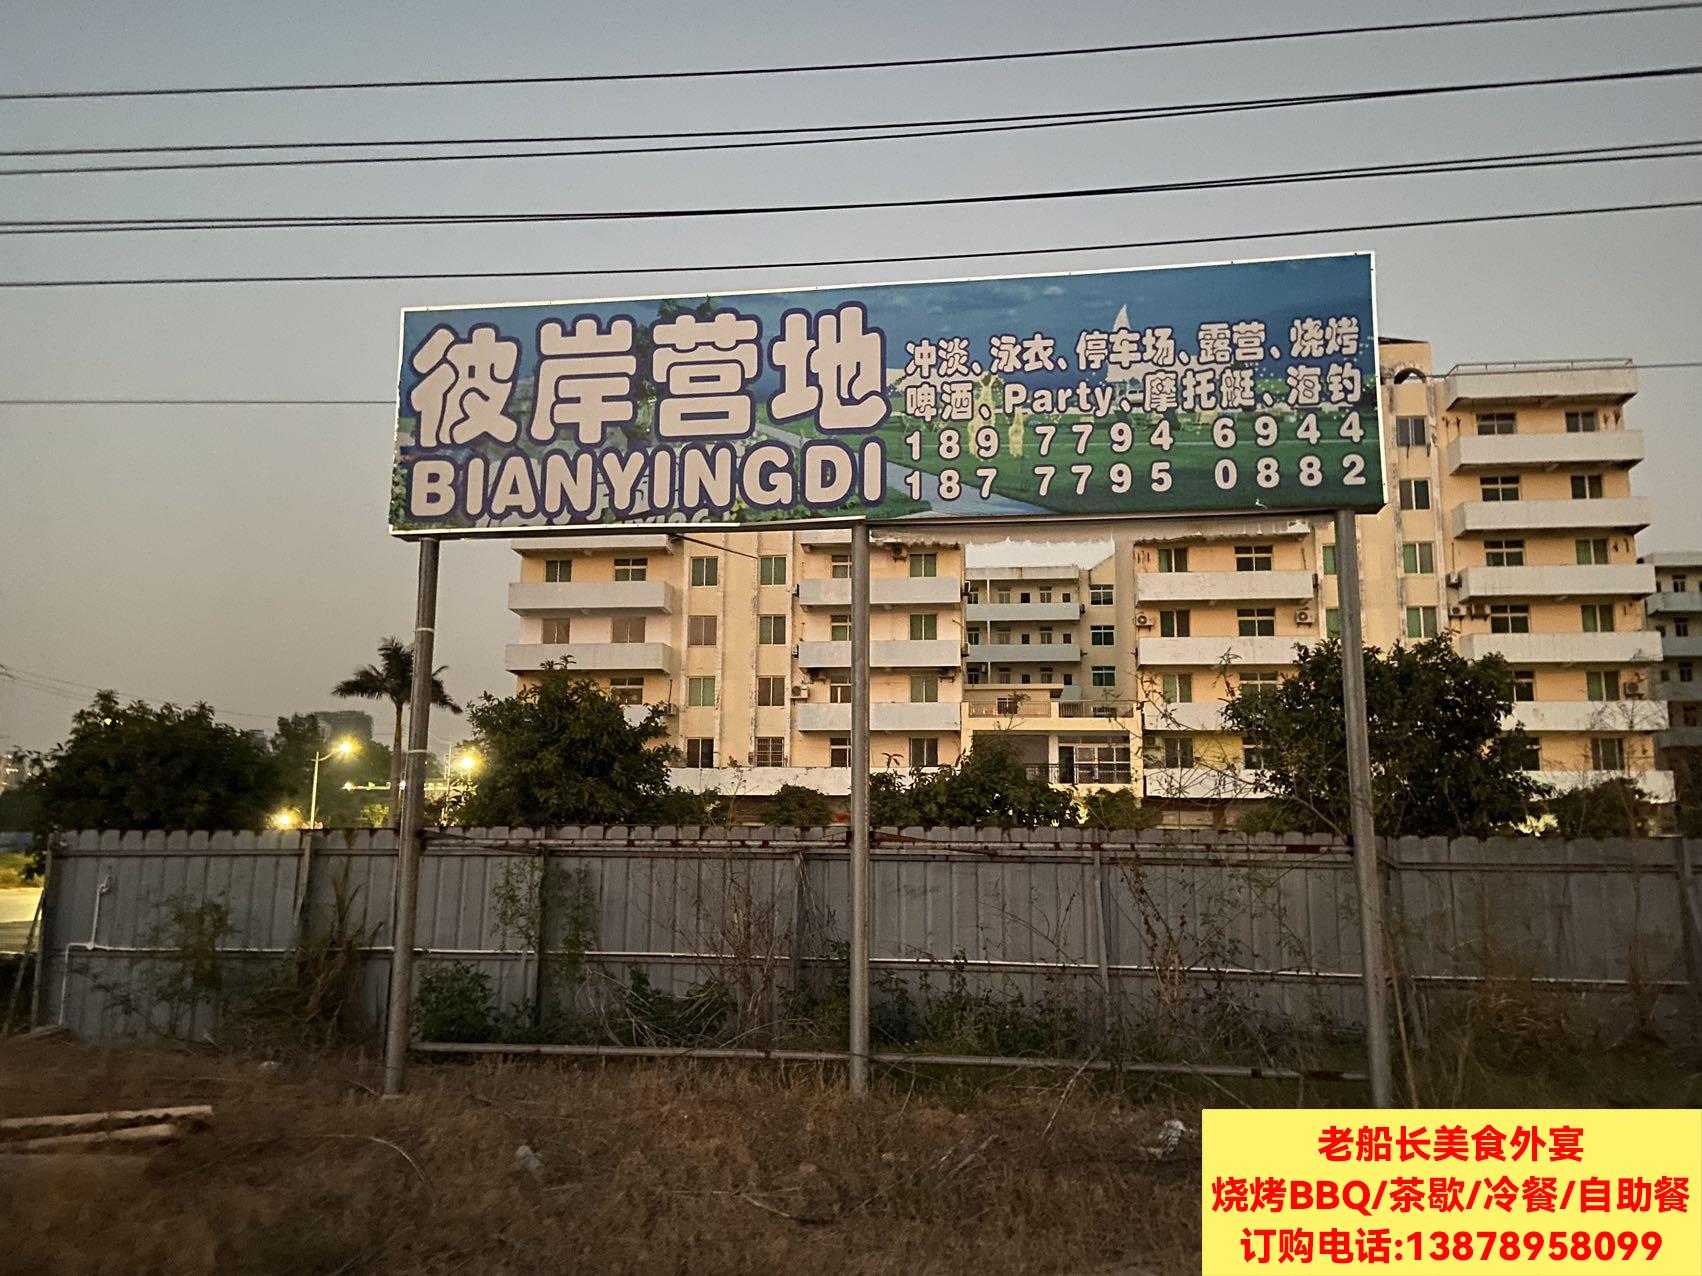 彼岸营地
BIANYINGDI
冲淡、泳衣、停车场、露营、烧烤
啤酒、Party、摩托艇、海钓
189 7794 6944
187 7795 0882
老船长美食外宴
烧烤BBQ/茶歇/冷餐/自助餐
订购电话:13878958099